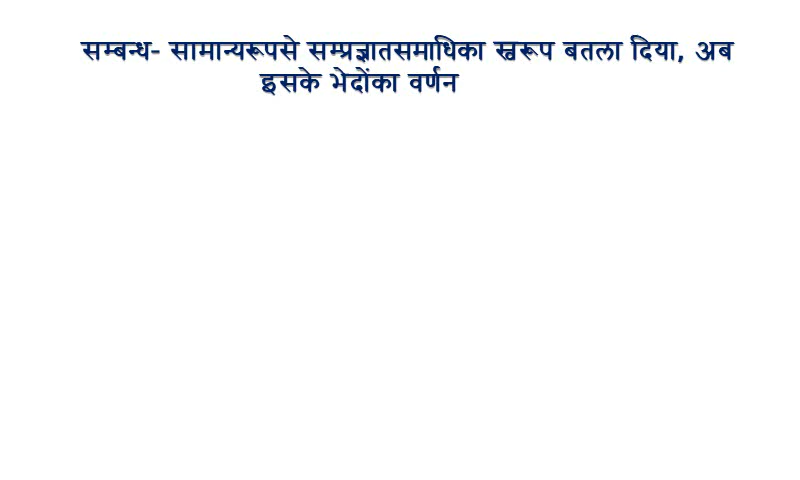 सम्बन्ध- सामान्यरूपसे सम्प्रज्ञातसमाधिका स्वरूप बतला दिया, अब
इसके भेदोंका वर्णन